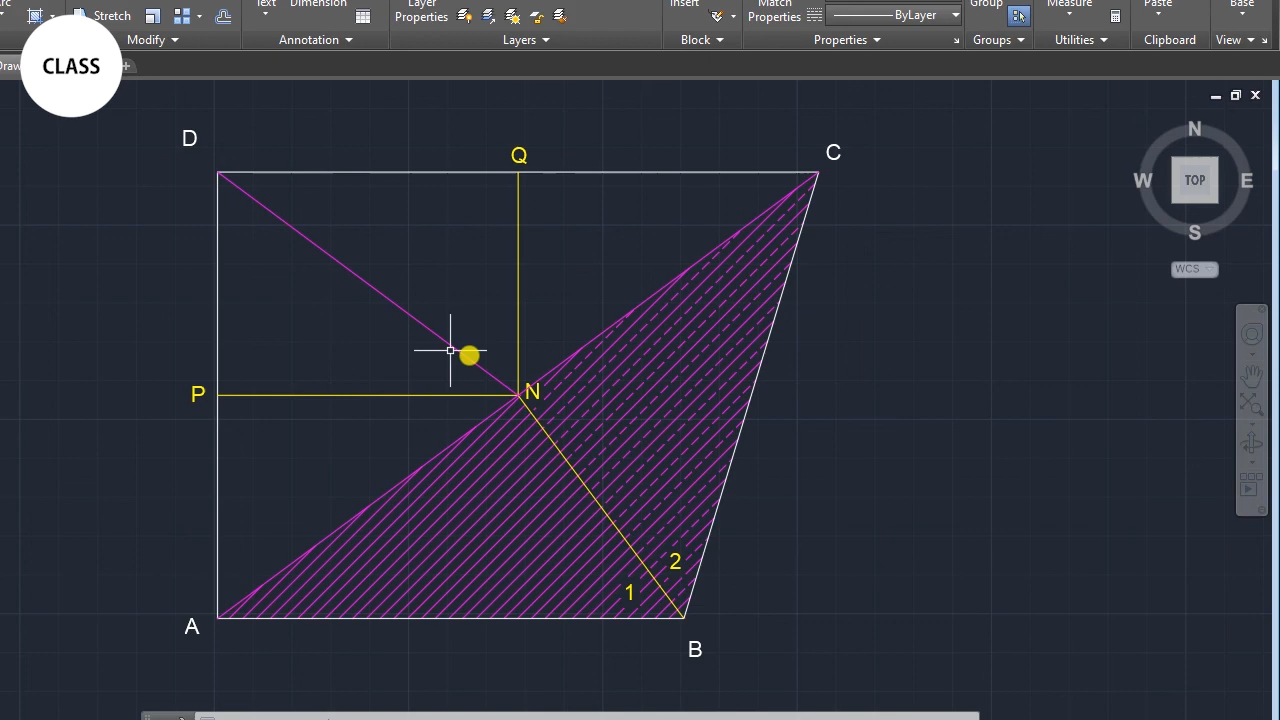 Stretch
Text
Dimension
Layer
Properties
Insert
Match
Properties
ByLayer
Group
Measure
Paste
Base
Modify
Annotation
Layers
Block
Properties
Groups
Utilities
Clipboard
View
CLASS
Draw
+
D
Q
C
N
W
TOP
E
S
WCS
P
N
2
1
A
B